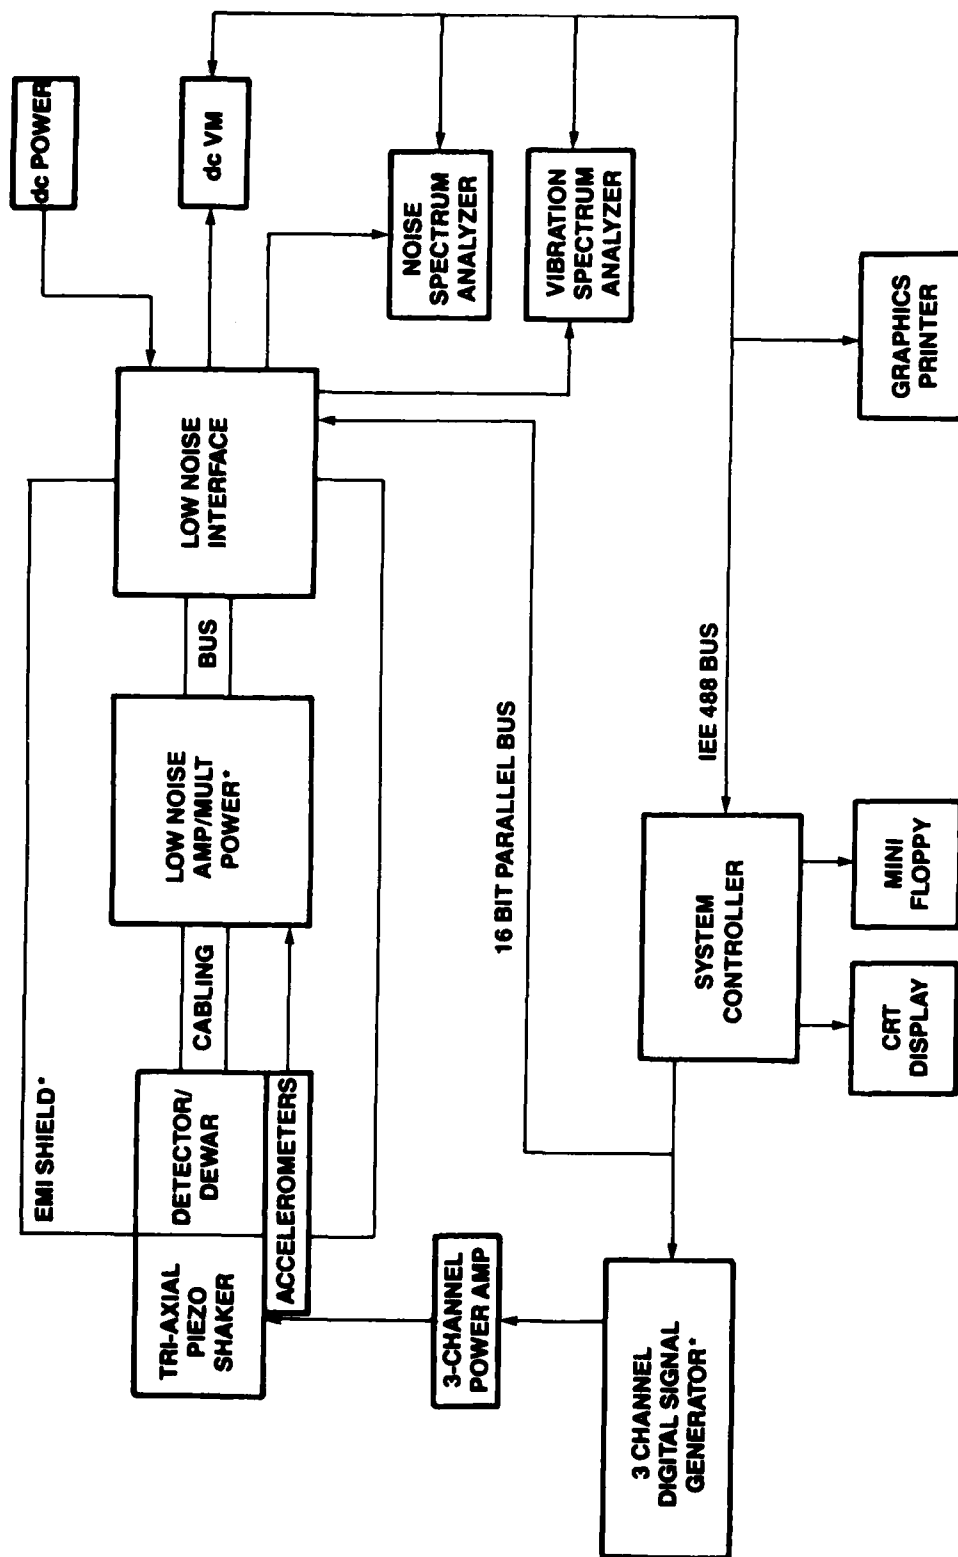 EMI SHIELD*
TRI-AXIAL
PIEZO
SHAKER
DETECTOR/
DEWAR
ACCELEROMETERS
CABLING
LOW NOISE
AMP/MULT
POWER*
BUS
LOW NOISE
INTERFACE
dc POWER
dc VM
NOISE
SPECTRUM
ANALYZER
VIBRATION
SPECTRUM
ANALYZER
3-CHANNEL
POWER AMP
16 BIT PARALLEL BUS
3 CHANNEL
DIGITAL SIGNAL
GENERATOR*
SYSTEM
CONTROLLER
IEE 488 BUS
CRT
DISPLAY
MINI
FLOPPY
GRAPHICS
PRINTER